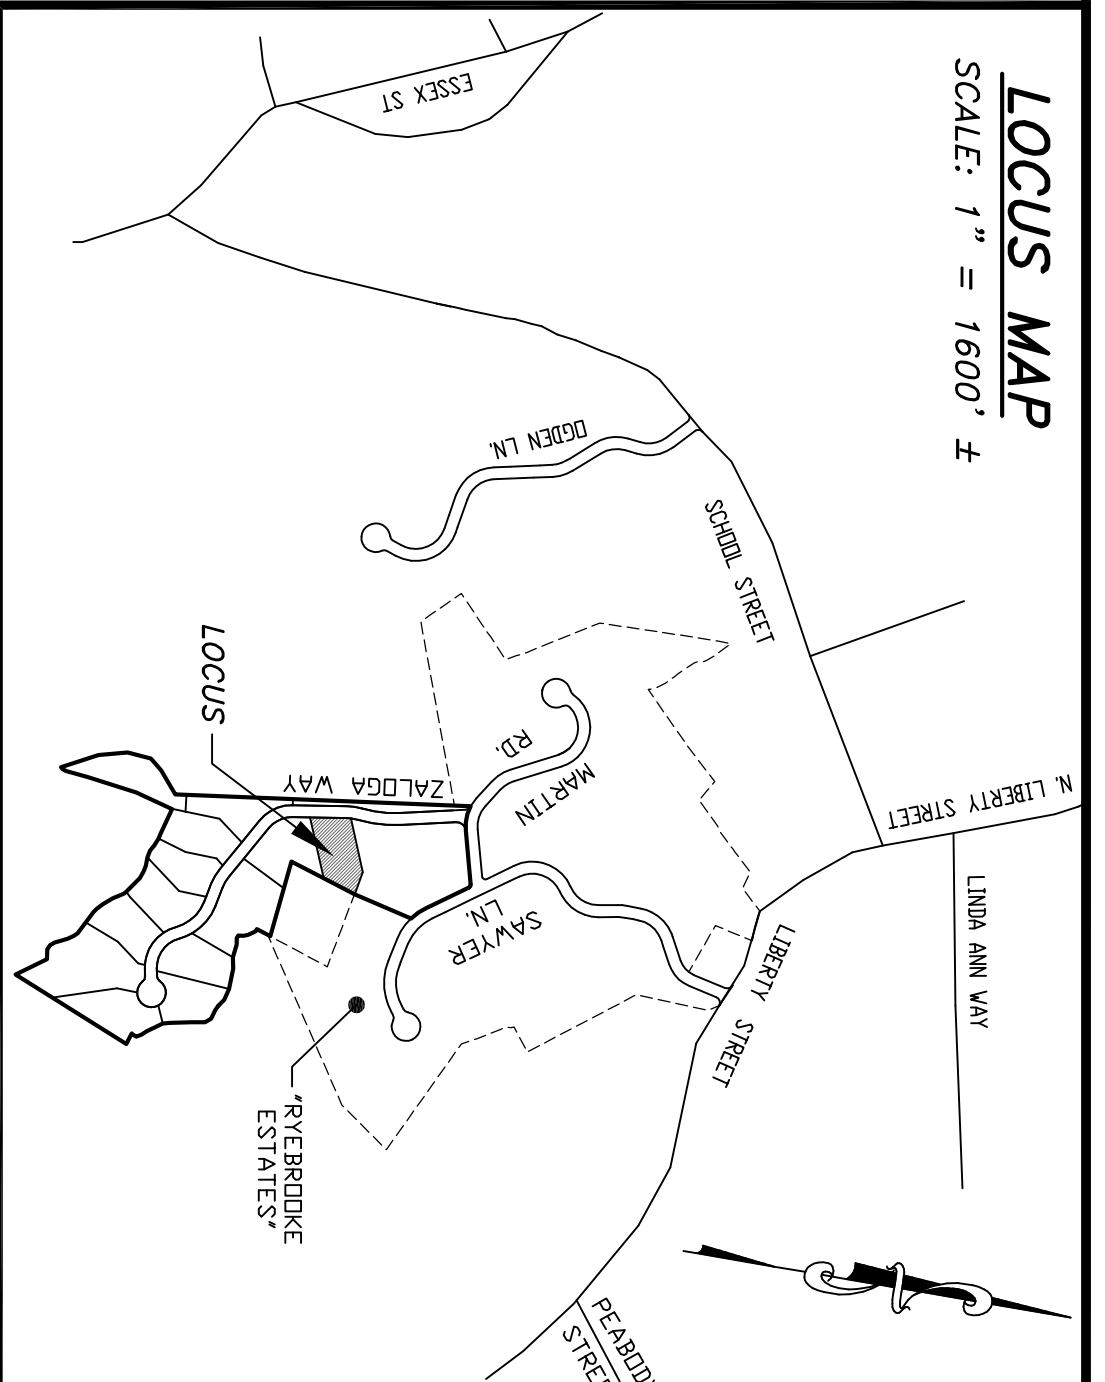 LOCUS MAP
SCALE: 1" = 1600' ±
ESSEX ST
OGDEN LN.
SCHOOL STREET
N. LIBERTY STREET
LINDA ANN WAY
LIBERTY STREET
MARTIN
RD.
ZALOGA WAY
SAWYER
LN.
LOCUS
"RYEBROOKE
ESTATES"